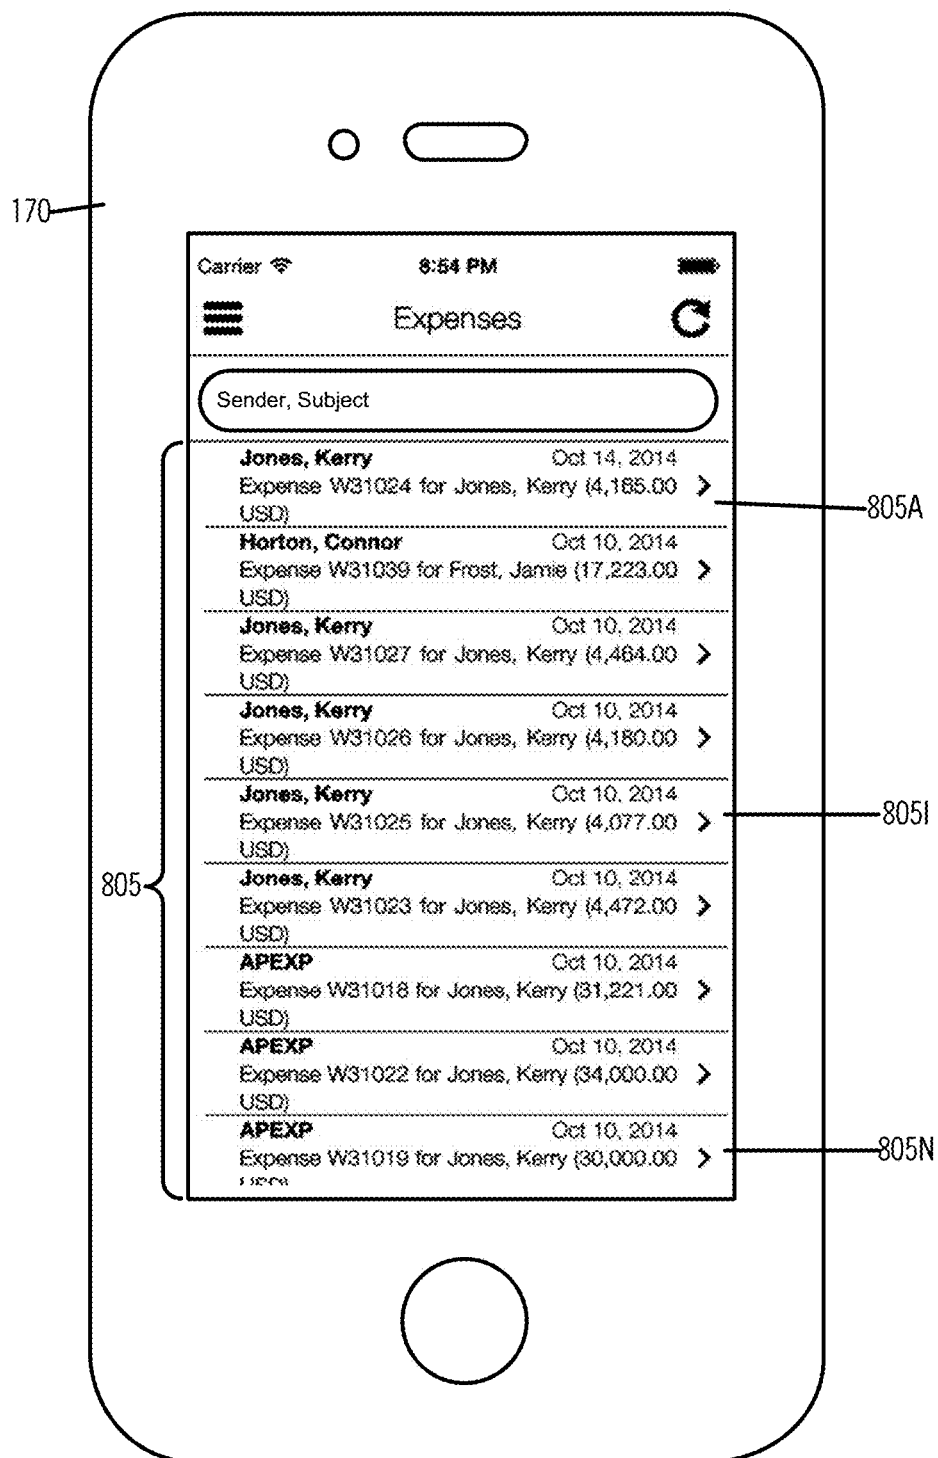 170
Carrier 8:54 PM
Expenses
Sender, Subject
Jones, Kerry Oct 14, 2014
Expense W31024 for Jones, Kerry (4,165.00
USD)
805A
Horton, Connor Oct 10, 2014
Expense W31039 for Frost, Jamie (17,223.00
USD)
Jones, Kerry Oct 10, 2014
Expense W31027 for Jones, Kerry (4,464.00
USD)
Jones, Kerry Oct 10, 2014
Expense W31026 for Jones, Kerry (4,180.00
USD)
Jones, Kerry Oct 10, 2014
Expense W31025 for Jones, Kerry (4,077.00
USD)
805I
805
Jones, Kerry Oct 10, 2014
Expense W31023 for Jones, Kerry (4,472.00
USD)
APEXP Oct 10, 2014
Expense W31018 for Jones, Kerry (31,221.00
USD)
APEXP Oct 10, 2014
Expense W31022 for Jones, Kerry (34,000.00
USD)
APEXP Oct 10, 2014
Expense W31019 for Jones, Kerry (30,000.00
805N